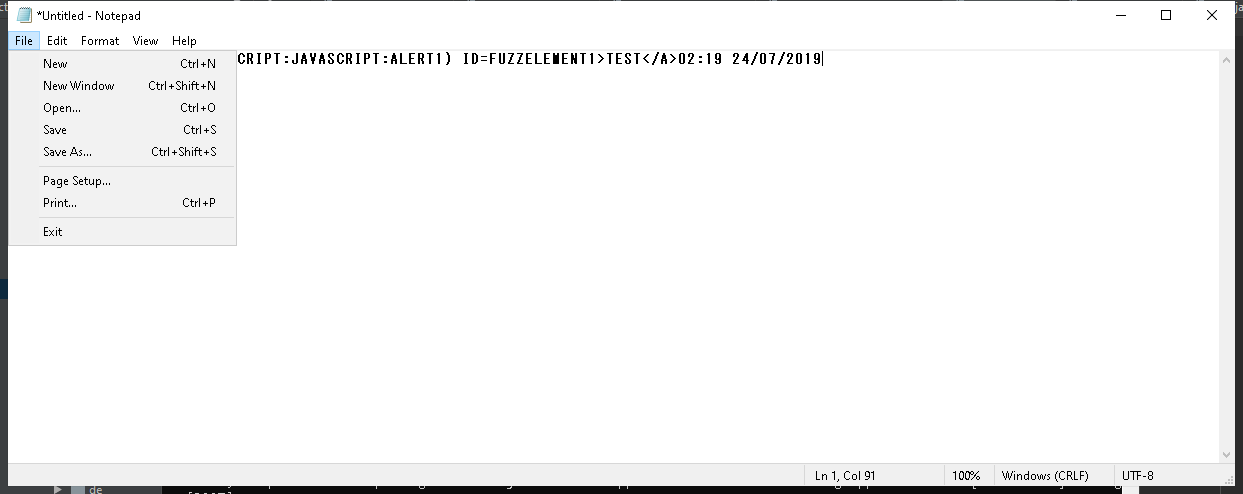 *Untitled - Notepad
File Edit Format View Help
CRIPT:JAVASCRIPT:ALERT1) ID=FUZZELEMENT1>TEST</A>02:19 24/07/2019
New Ctrl+N
New Window Ctrl+Shift+N
Open... Ctrl+O
Save Ctrl+S
Save As... Ctrl+Shift+S
Page Setup...
Print... Ctrl+P
Exit
Ln 1, Col 91 100% Windows (CRLF) UTF-8
de